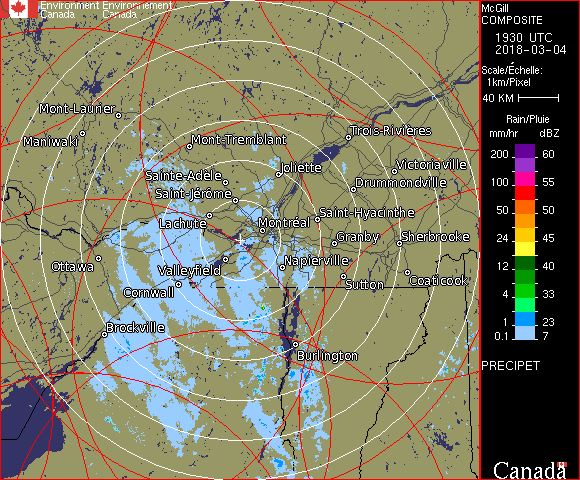 Environment Environnement
Canada Canada
Mont-Laurier
Maniwaki
Mont-Tremblant
Trois-Rivières
Sainte-Adèle
Joliette
Victoriaville
Saint-Jérôme
Drummondville
Lachute
Montréal
Saint-Hyacinthe
Granby
Sherbrooke
Ottawa
Valleyfield
Napierville
Cornwall
Sutton
Coaticook
Brockville
Burlington
McGill
COMPOSITE
1930 UTC
2018-03-04
Scale/Échelle:
1km/Pixel
40 KM
Rain/Pluie
mm/hr dBZ
200 60
100 55
50 50
24 45
12 40
4 33
1 23
0.1 7
PRECIPET
Canada